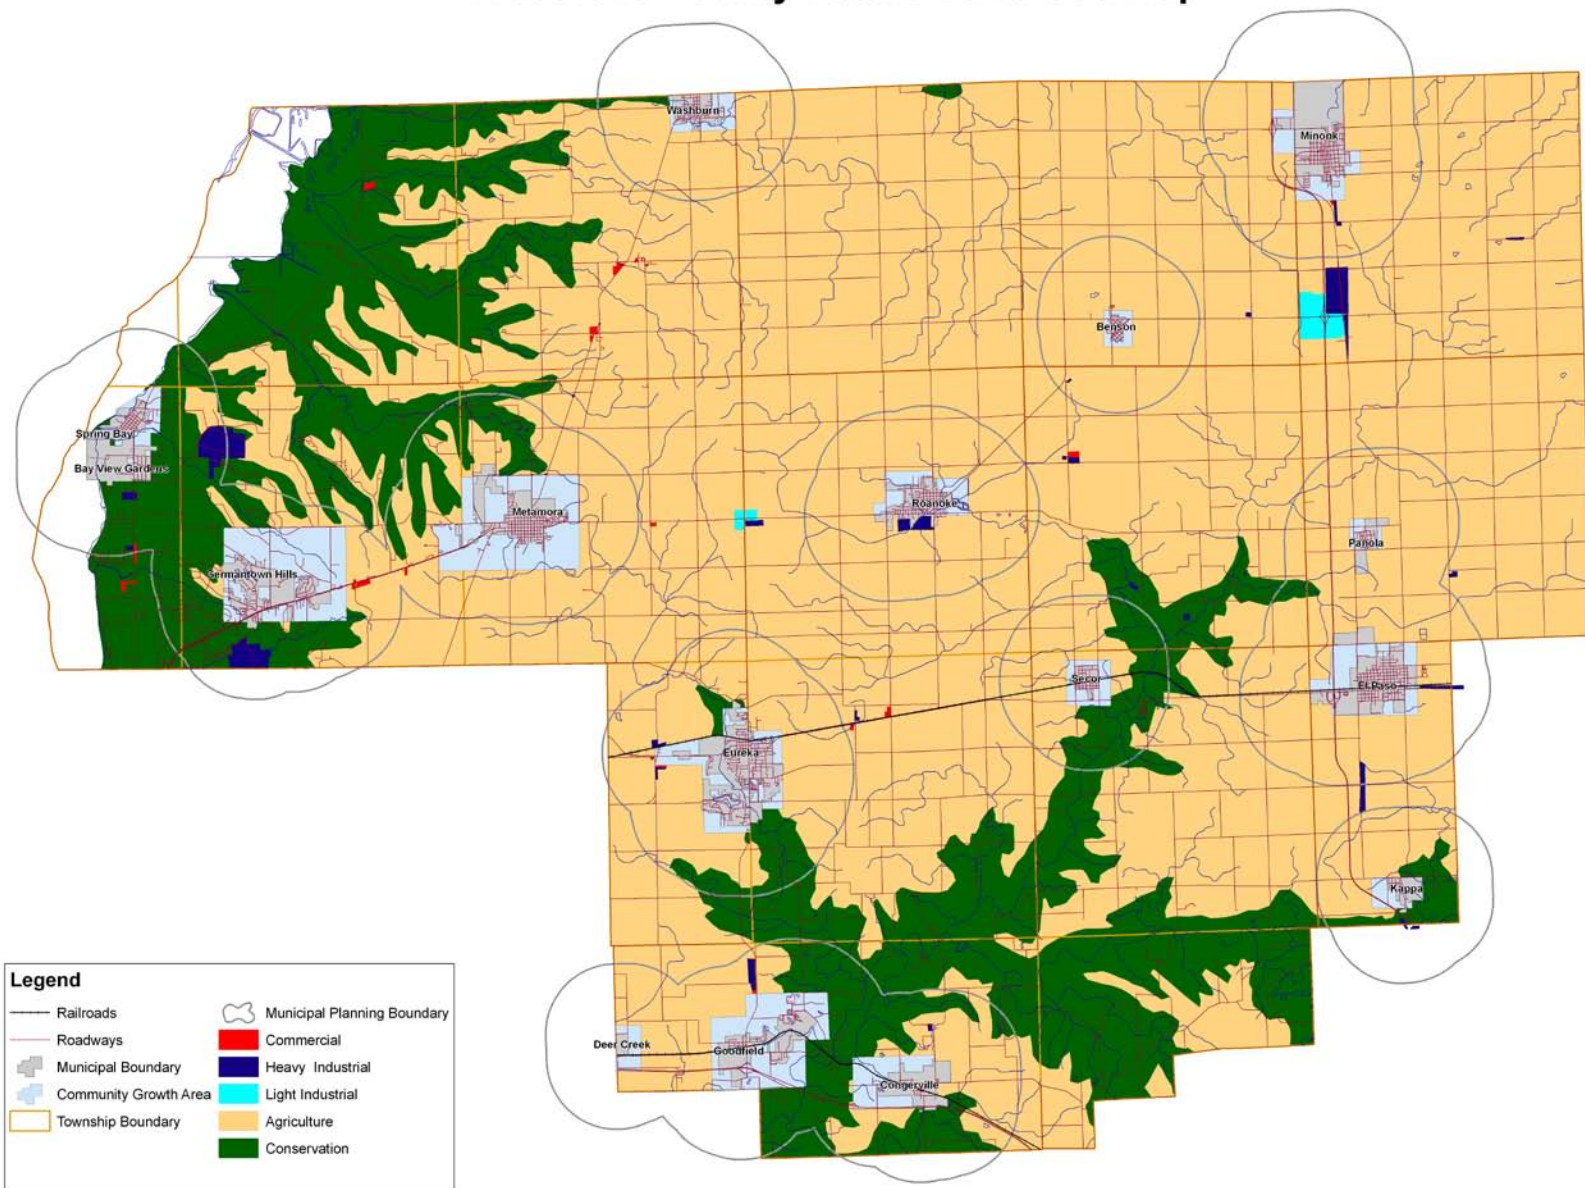 Washburn
Minonk
Benson
Spring Bay
Bay View Gardens
Metamora
Roanoke
Panola
Germantown Hills
Secor
El Paso
Eureka
Kappa
Deer Creek
Goodfield
Congerville
Legend
Railroads
Roadways
Municipal Boundary
Community Growth Area
Township Boundary
Municipal Planning Boundary
Commercial
Heavy Industrial
Light Industrial
Agriculture
Conservation